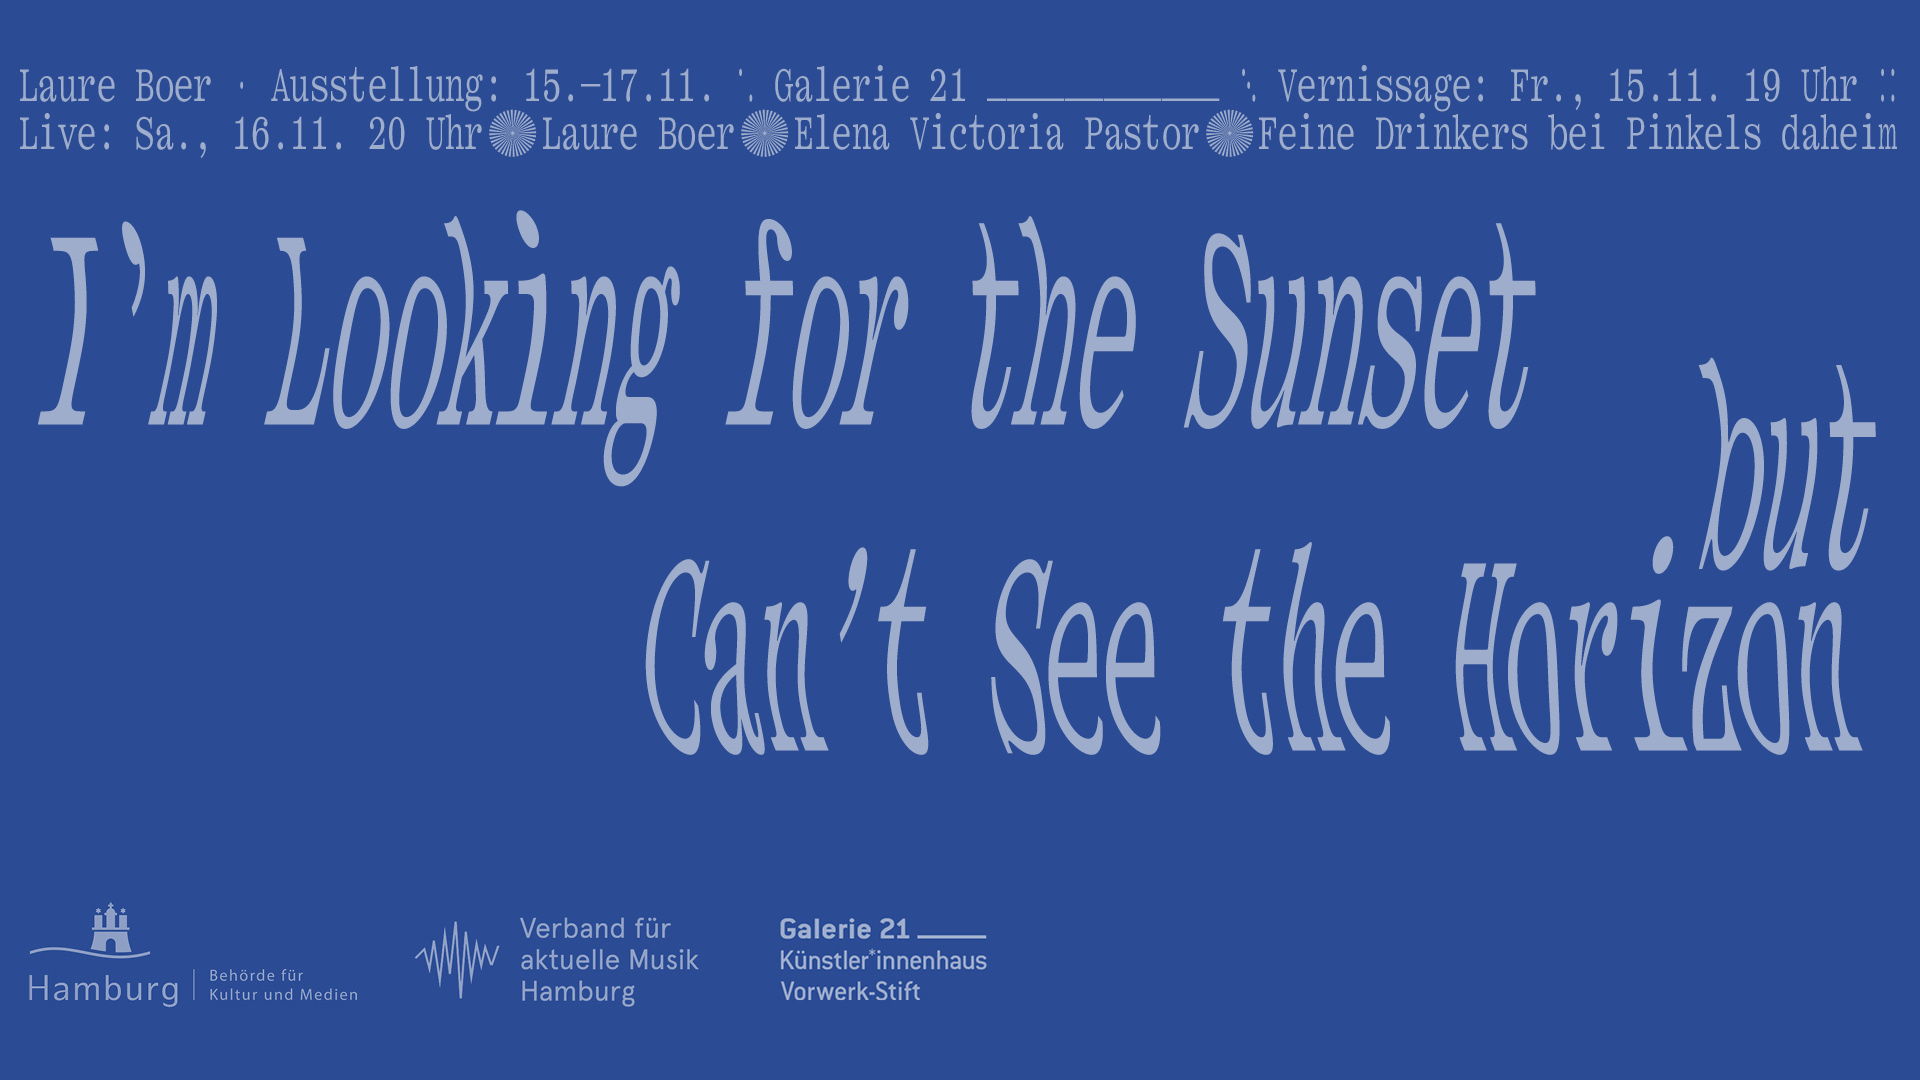 Laure Boer · Ausstellung: 15.–17.11. Galerie 21 ____________ Vernissage: Fr., 15.11. 19 Uhr
Live: Sa., 16.11. 20 Uhr Laure Boer Elena Victoria Pastor Feine Drinkers bei Pinkels daheim
I’m Looking for the Sunset
but
Can’t See the Horizon
Hamburg
Behörde für
Kultur und Medien
Verband für
aktuelle Musik
Hamburg
Galerie 21 ____
Künstler*innenhaus
Vorwerk-Stift